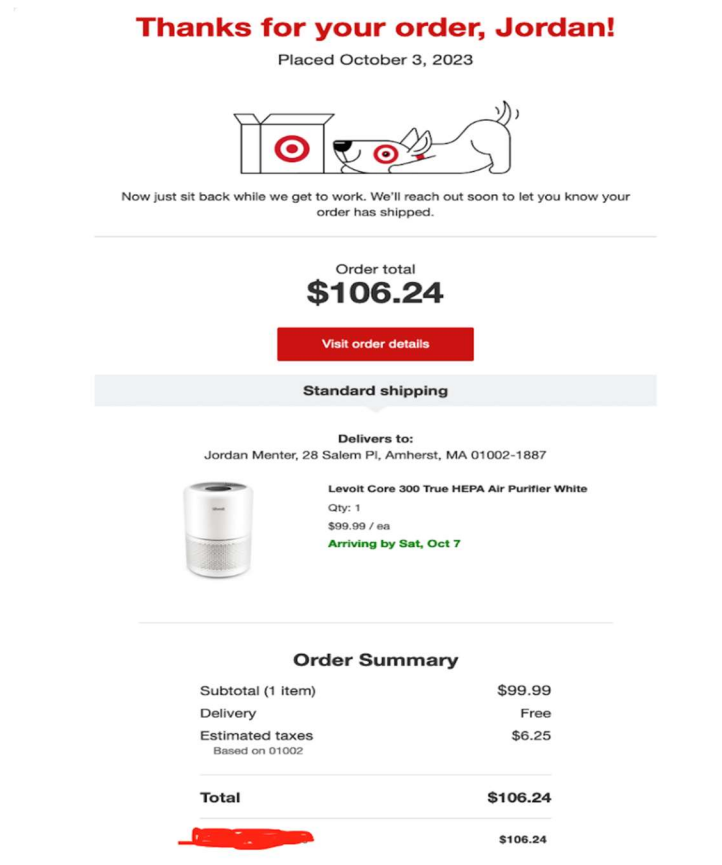 Thanks for your order, Jordan!
Placed October 3, 2023
Now just sit back while we get to work. We'll reach out soon to let you know your
order has shipped.
Order total
$106.24
Visit order details
Standard shipping
Delivers to:
Jordan Menter, 28 Salem Pl, Amherst, MA 01002-1887
Levoit Core 300 True HEPA Air Purifier White
Qty: 1
$99.99 / ea
Arriving by Sat, Oct 7
Order Summary
Subtotal (1 item) $99.99
Delivery Free
Estimated taxes $6.25
Based on 01002
Total $106.24
$106.24